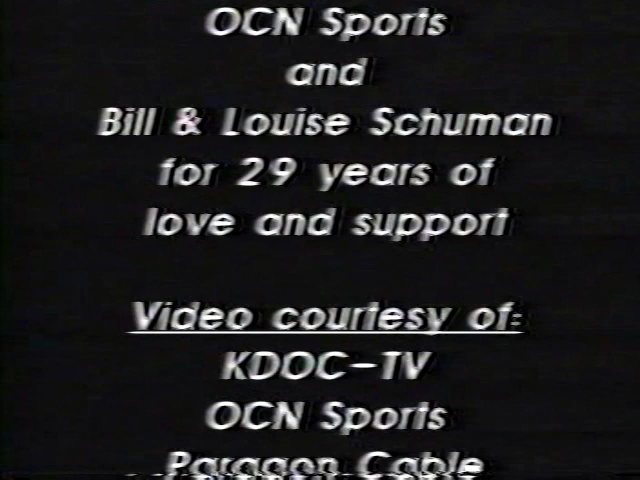 OCN Sports
and
Bill & Louise Schuman
for 29 years of
love and support
Video courtesy of:
KDOC-TV
OCN Sports
Paragon Cable